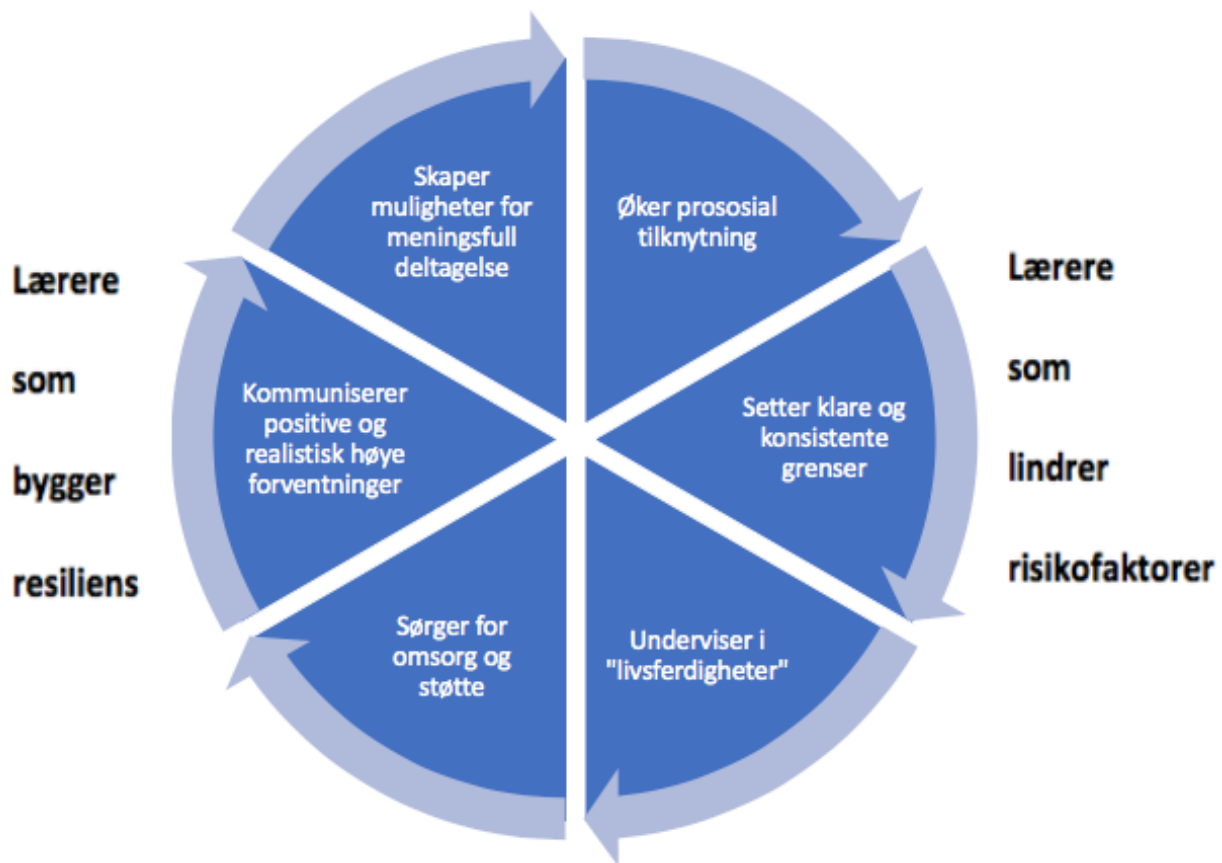 Lærere
som
bygger
resiliens
Skaper
muligheter for
meningsfull
deltagelse
Øker prososial
tilknytning
Kommuniserer
positive og
realistisk høye
forventninger
Setter klare og
konsistente
grenser
Sørger for
omsorg og
støtte
Underviser i
"livsferdigheter"
Lærere
som
lindrer
risikofaktorer